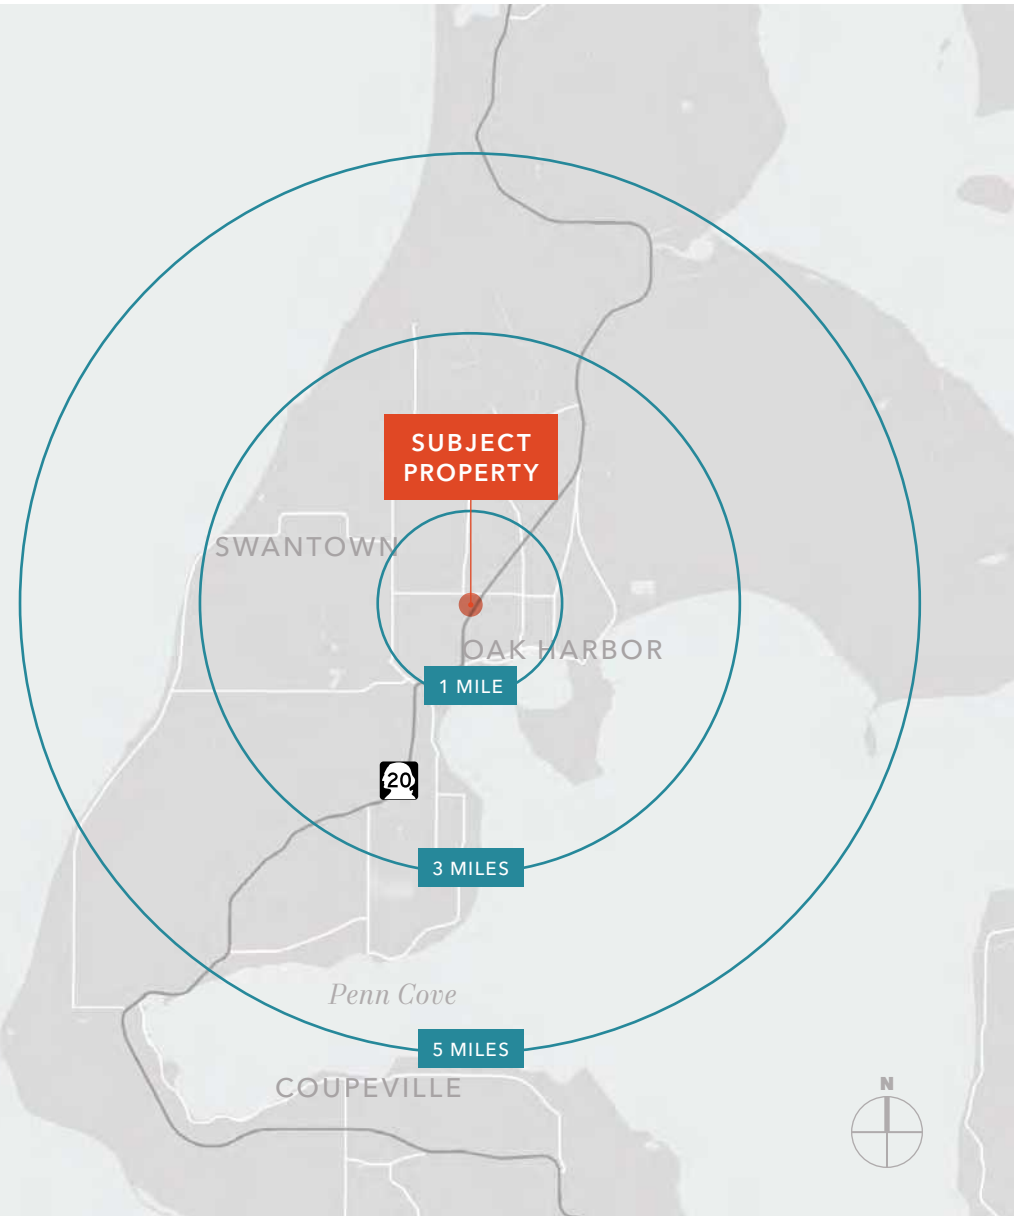 SUBJECT
PROPERTY
SWANTOWN
OAK HARBOR
1 MILE
20
3 MILES
Penn Cove
5 MILES
COUPEVILLE
N